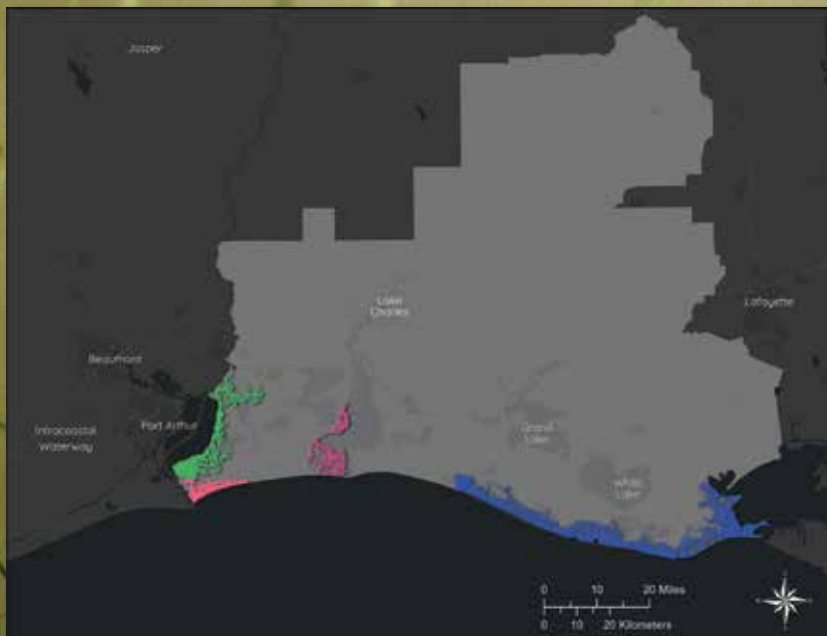 Jasper
Lake
Charles
Lafayette
Beaumont
Port Arthur
Intracoastal
Waterway
Grand
Lake
White
Lake
0 10 20 Miles
0 10 20 Kilometers